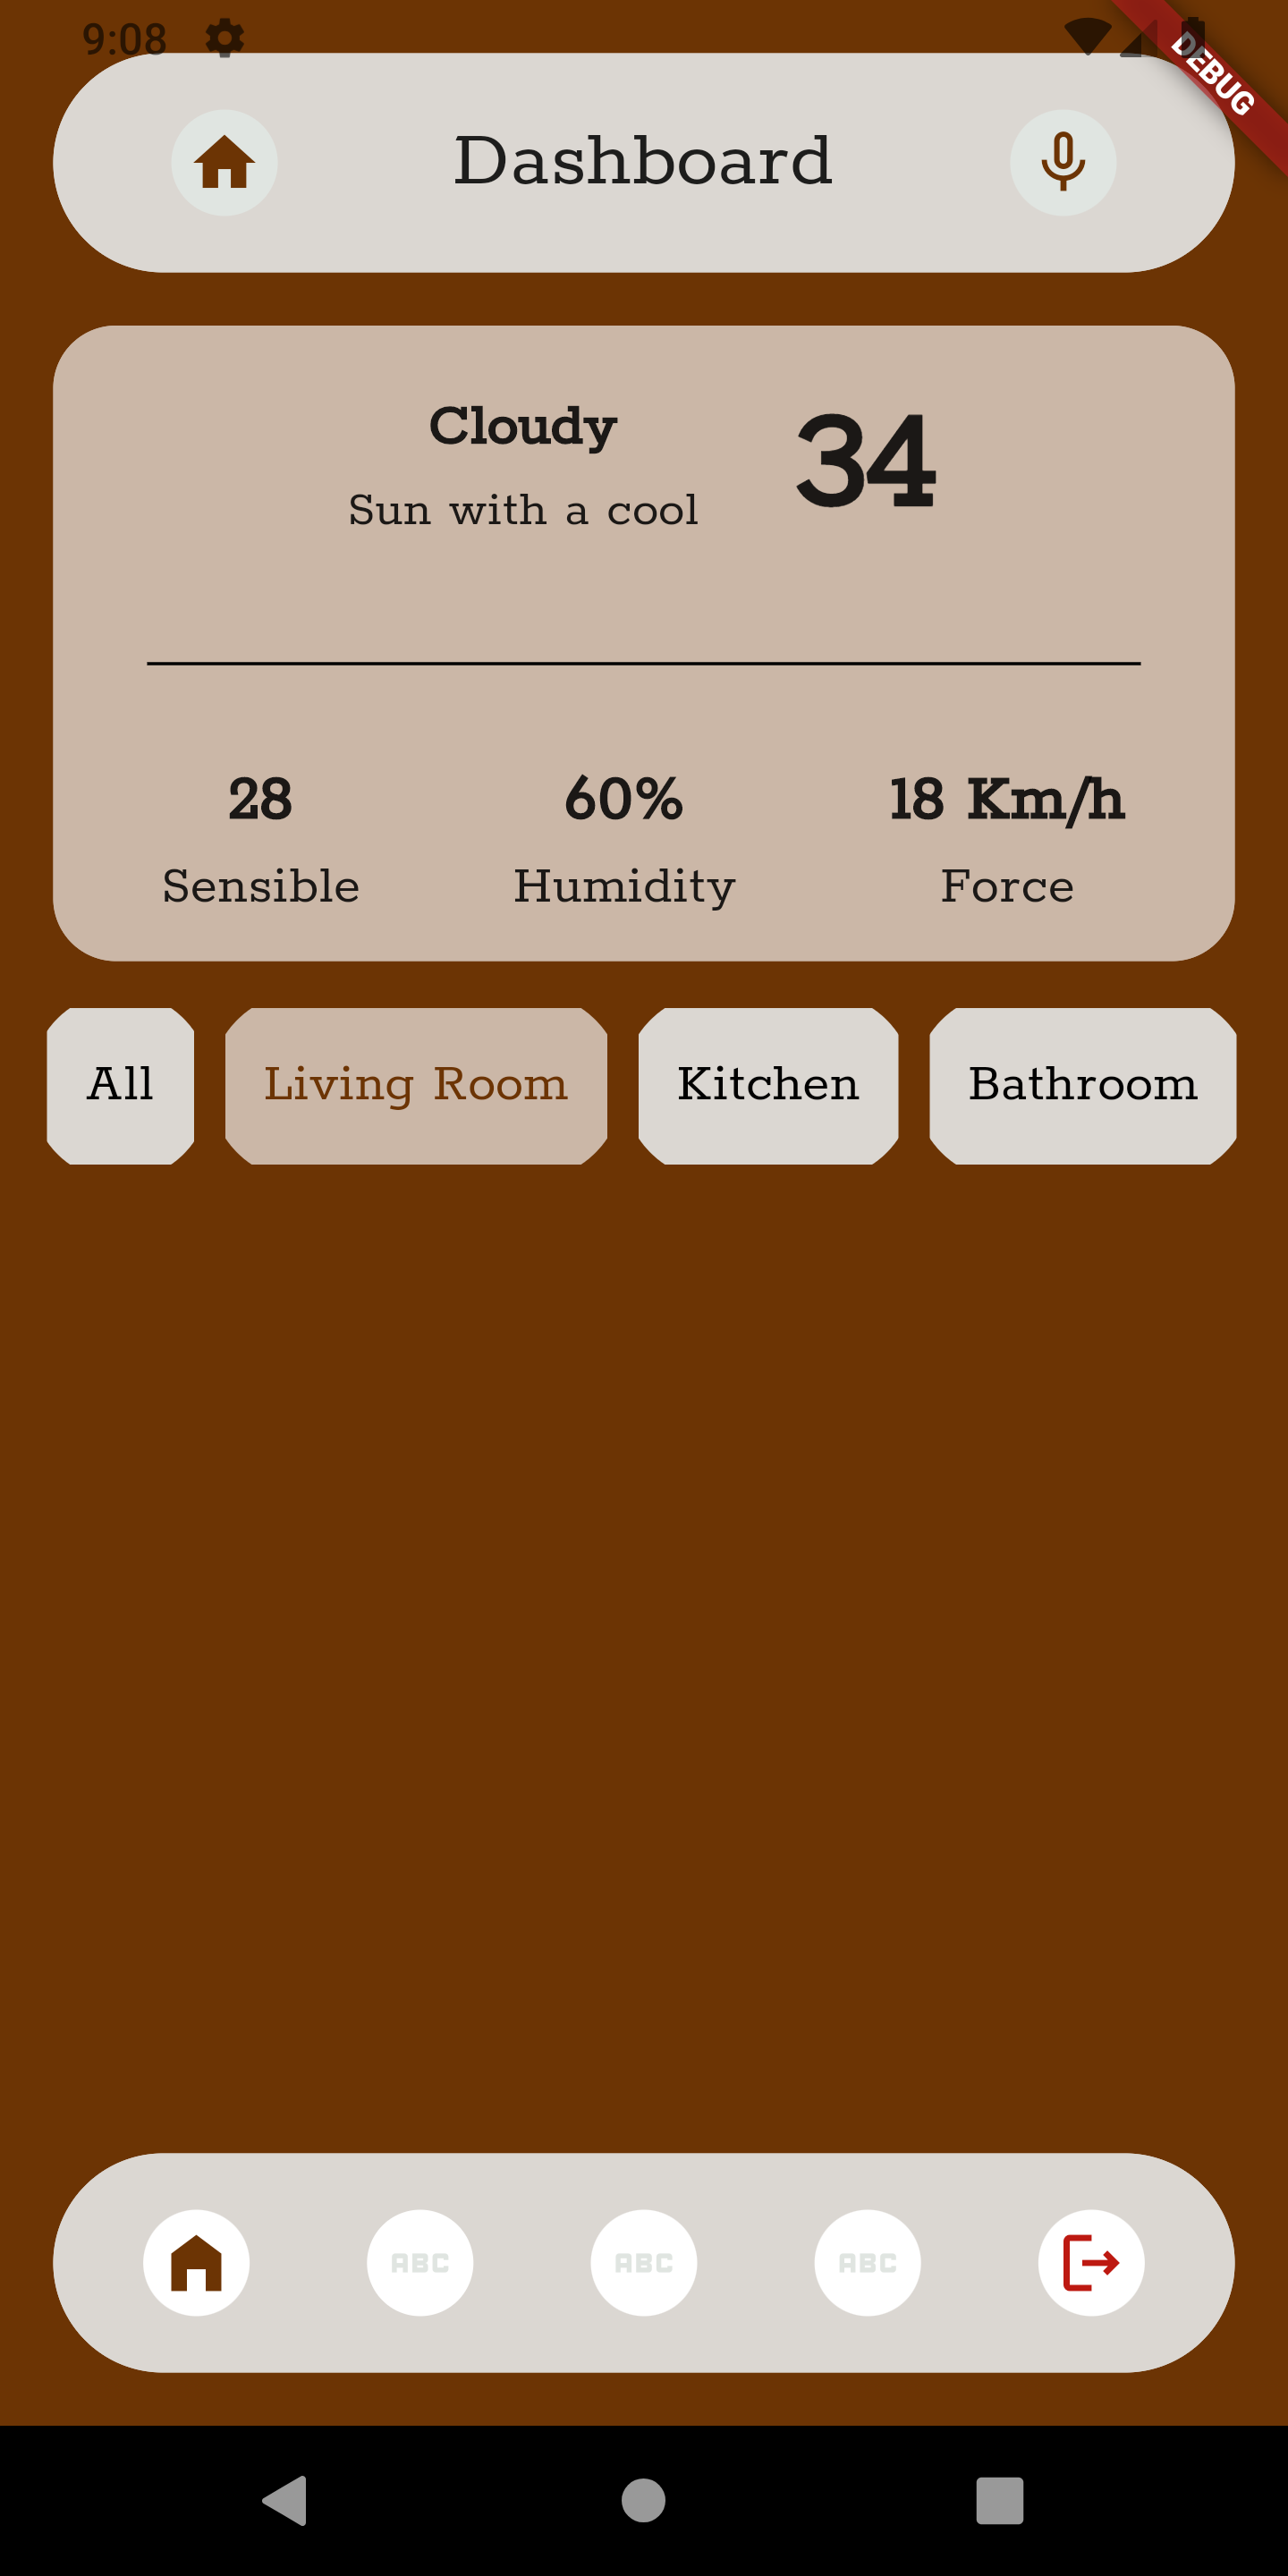 9:08
DEBUG
Dashboard
Cloudy
Sun with a cool
34
28
60%
18 Km/h
Sensible
Humidity
Force
All
Living Room
Kitchen
Bathroom
ABC
ABC
ABC